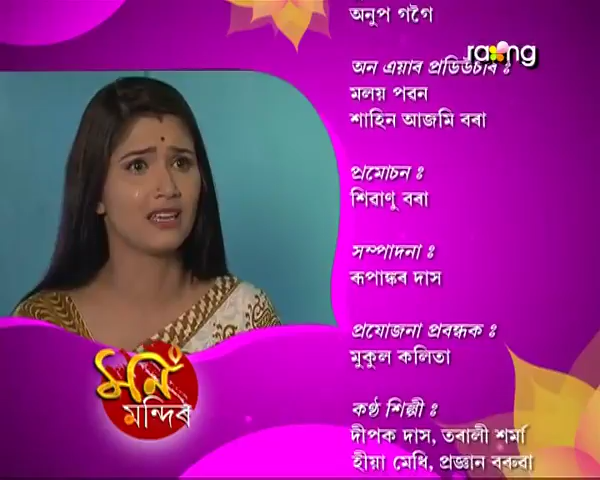 অনুপ গগৈ
rang
অন এয়াৰ প্ৰডিউচাৰ :
মলয় পৱন
শাহিন আজমি বৰা
প্ৰমোচন :
শিৱাণু বৰা
সম্পাদনা :
ৰূপাঙ্কৰ দাস
প্ৰযোজনা প্ৰবন্ধক :
মুকুল কলিতা
মন
মন্দিৰ
কণ্ঠ শিল্পী :
দীপক দাস, তৰালী শৰ্মা
হীয়া মেধি, প্ৰজ্ঞান বৰুৱা